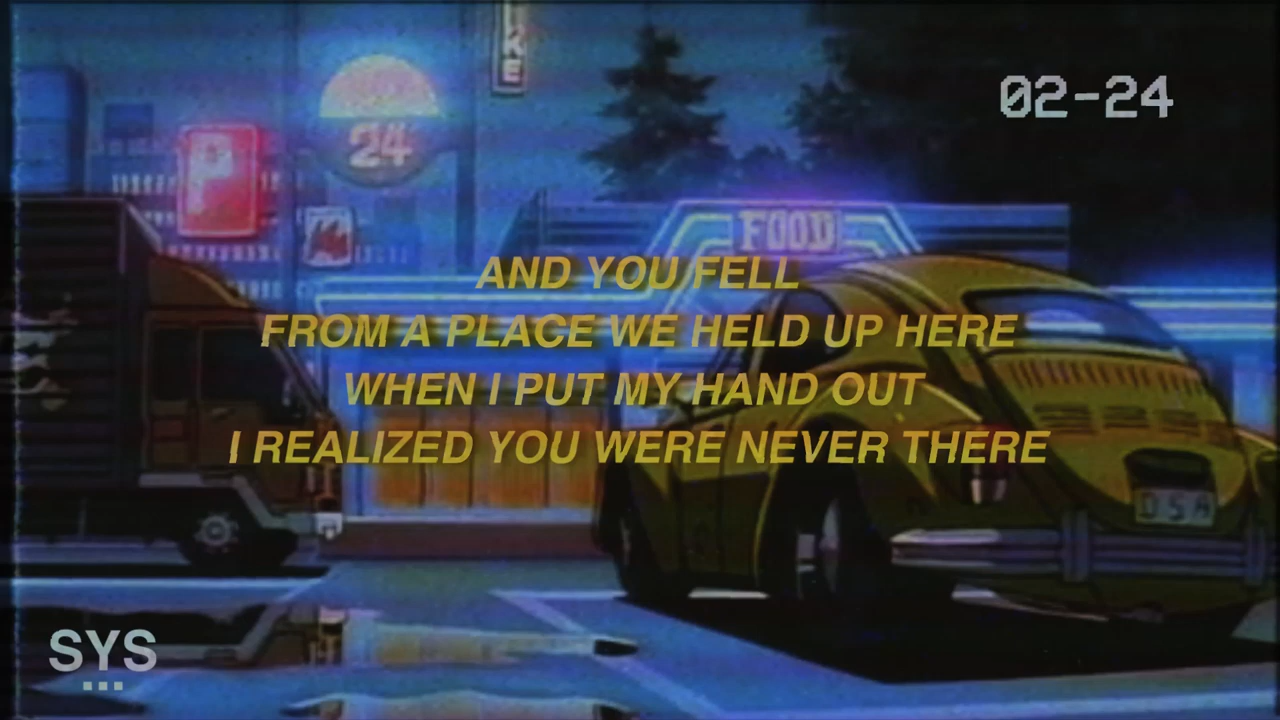 KE
02-24
24
P
FOOD
AND YOU FELL
FROM A PLACE WE HELD UP HERE
WHEN I PUT MY HAND OUT
I REALIZED YOU WERE NEVER THERE
SYS